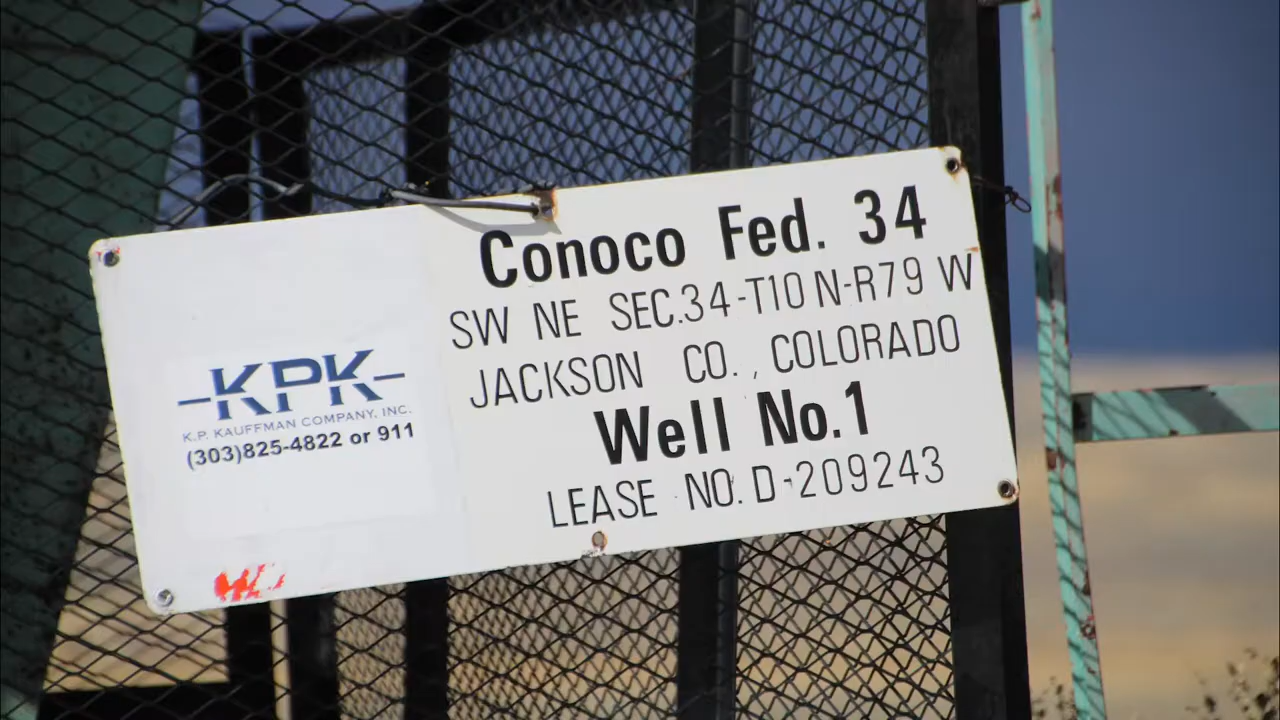 KPK
K.P. KAUFFMAN COMPANY, INC.
(303)825-4822 or 911
Conoco Fed. 34
SW NE SEC.34-T10N-R79 W
JACKSON CO., COLORADO
Well No.1
LEASE NO. D-209243